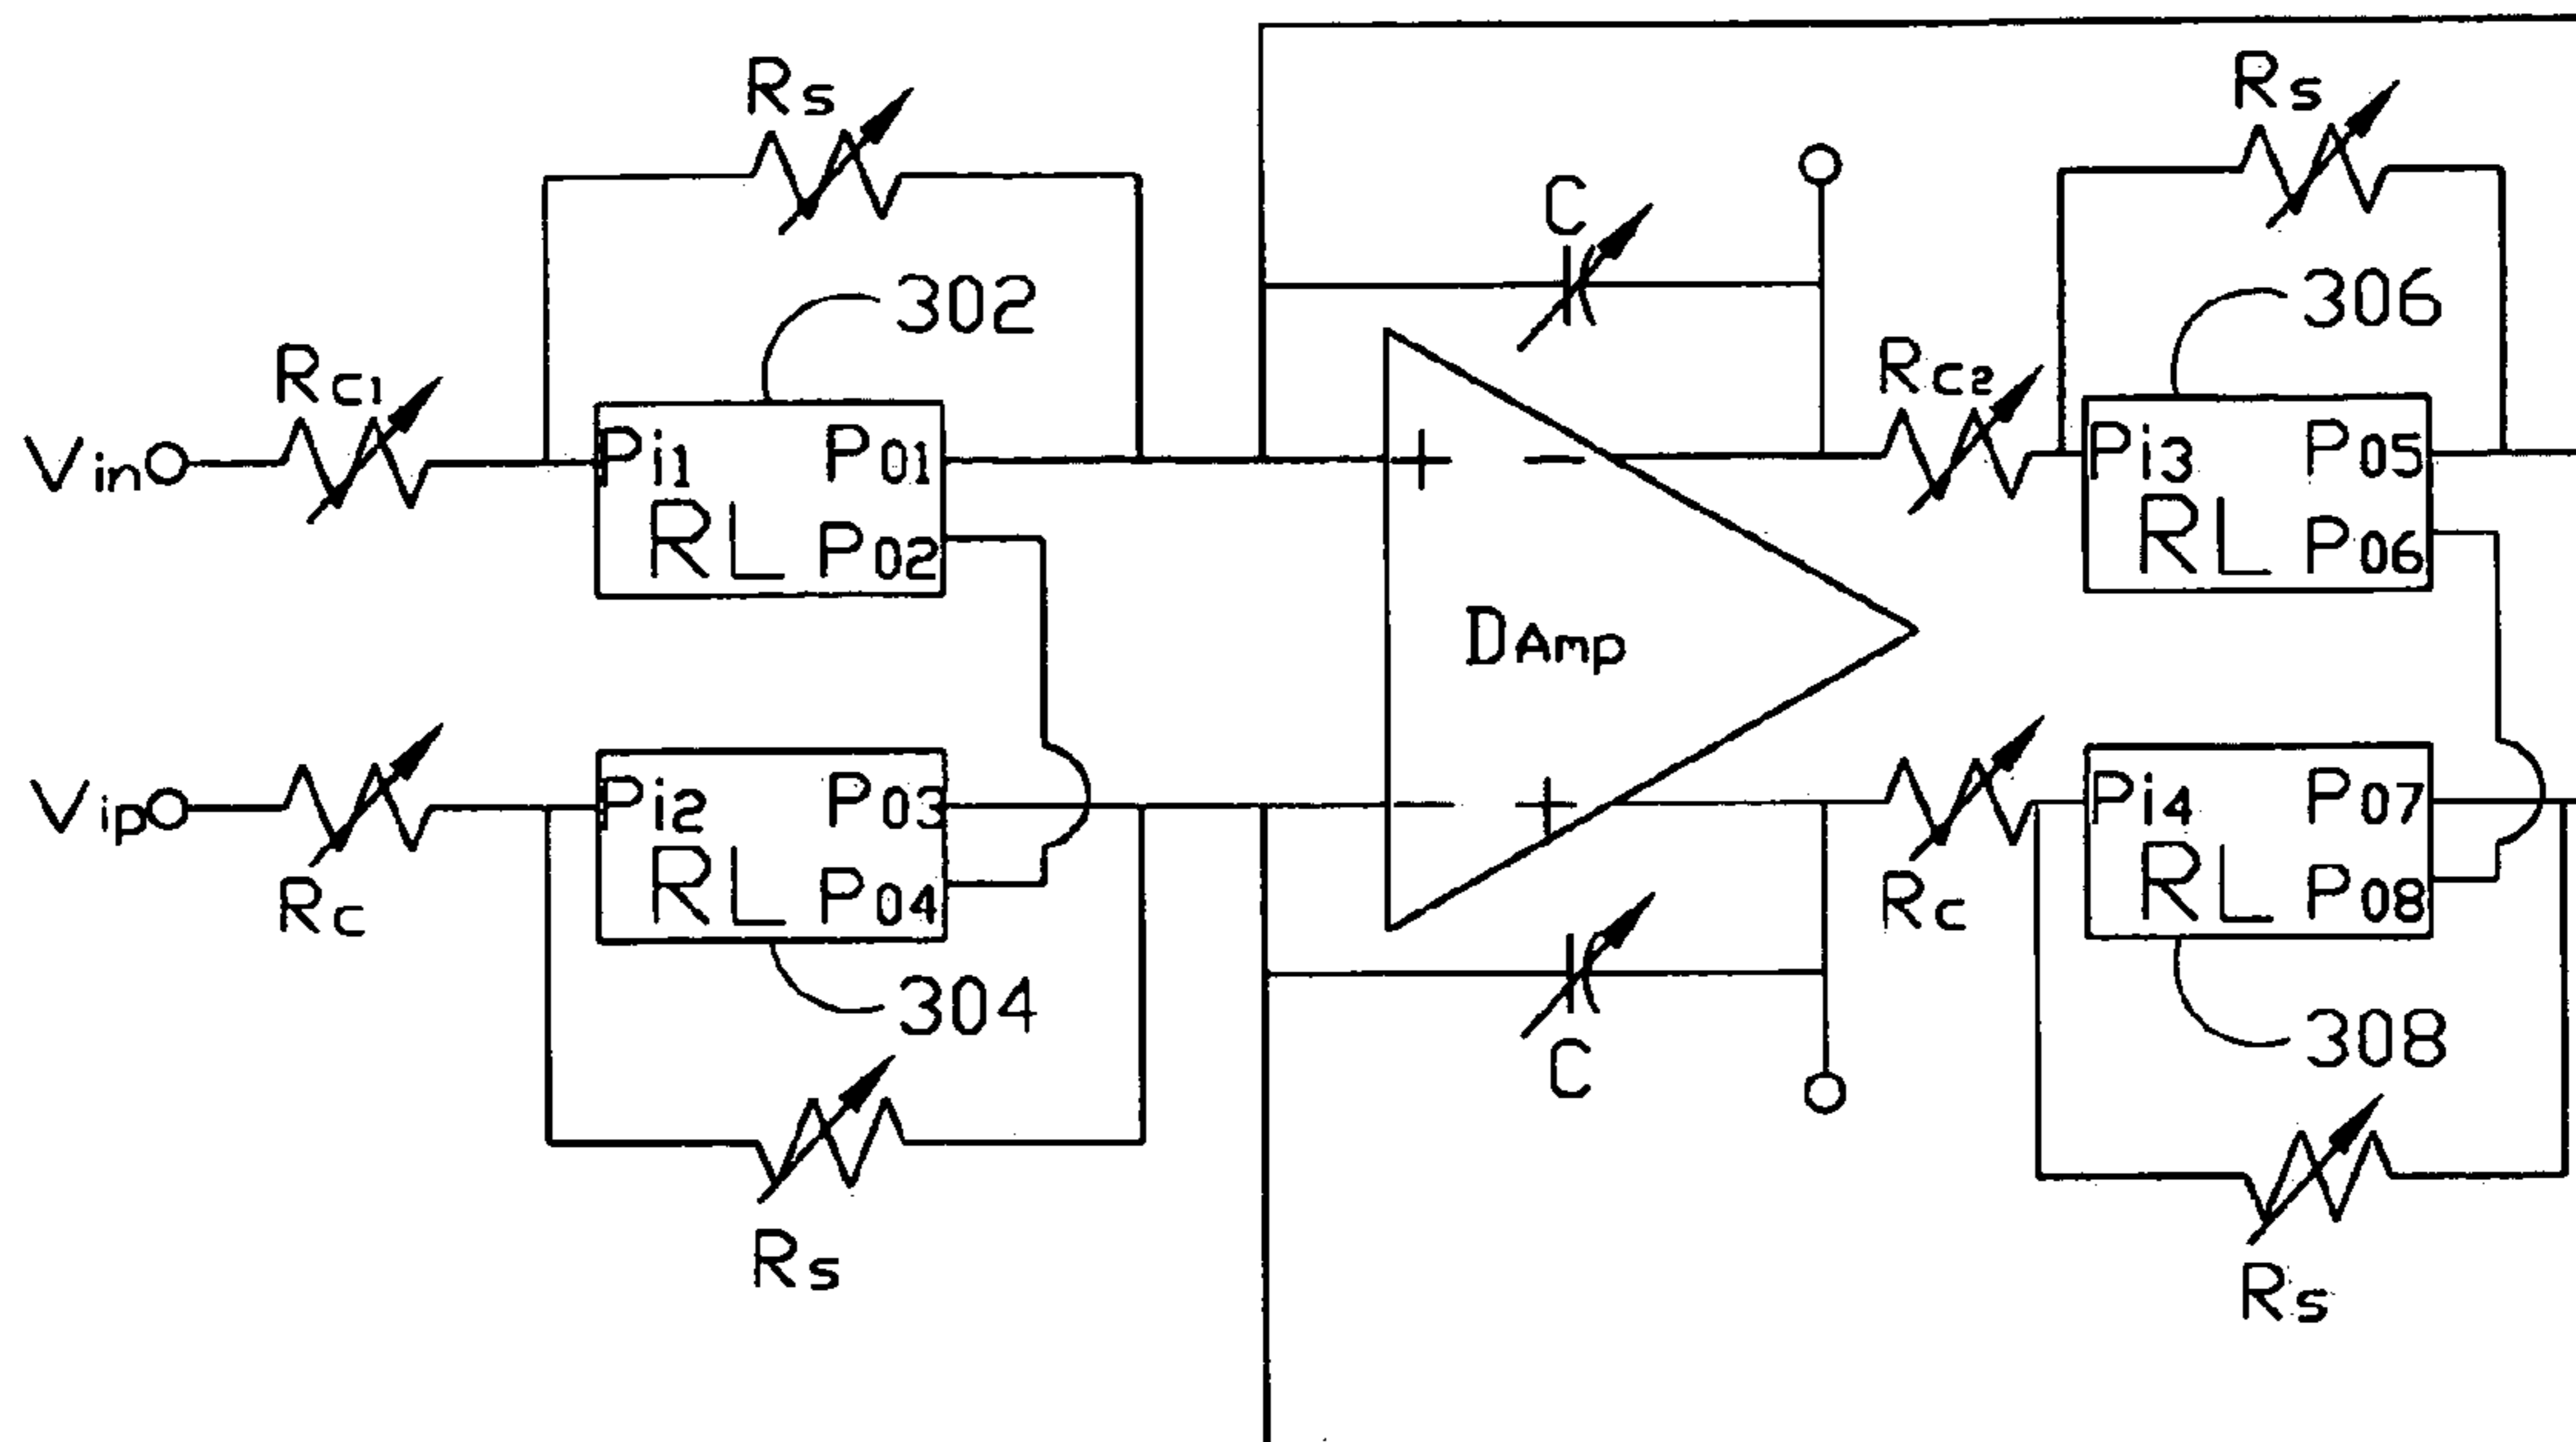 Rs
Rs
C
302
306
Rc1
Rc2
Vin
Pi1
P01
+
−
Pi3
P05
RL
P02
RL
P06
DAmp
Vip
Pi2
P03
−
+
Pi4
P07
RL
P04
RL
P08
Rc
Rc
304
308
C
Rs
Rs